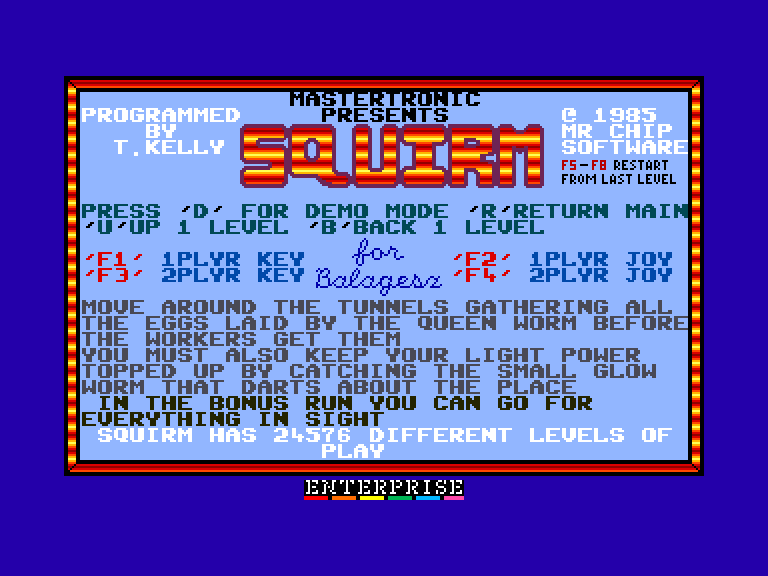 MASTERTRONIC
PRESENTS
PROGRAMMED
BY
T.KELLY
SQUIRM
@ 1985
MR CHIP
SOFTWARE
F5-F8 RESTART
FROM LAST LEVEL
PRESS 'D' FOR DEMO MODE 'R'RETURN MAIN
'U'UP 1 LEVEL 'B'BACK 1 LEVEL
'F1' 1PLYR KEY
'F3' 2PLYR KEY
for
Balagesz
'F2' 1PLYR JOY
'F4' 2PLYR JOY
MOVE AROUND THE TUNNELS GATHERING ALL
THE EGGS LAID BY THE QUEEN WORM BEFORE
THE WORKERS GET THEM
YOU MUST ALSO KEEP YOUR LIGHT POWER
TOPPED UP BY CATCHING THE SMALL GLOW
WORM THAT DARTS ABOUT THE PLACE
IN THE BONUS RUN YOU CAN GO FOR
EVERYTHING IN SIGHT
SQUIRM HAS 24576 DIFFERENT LEVELS OF
PLAY
ENTERPRISE